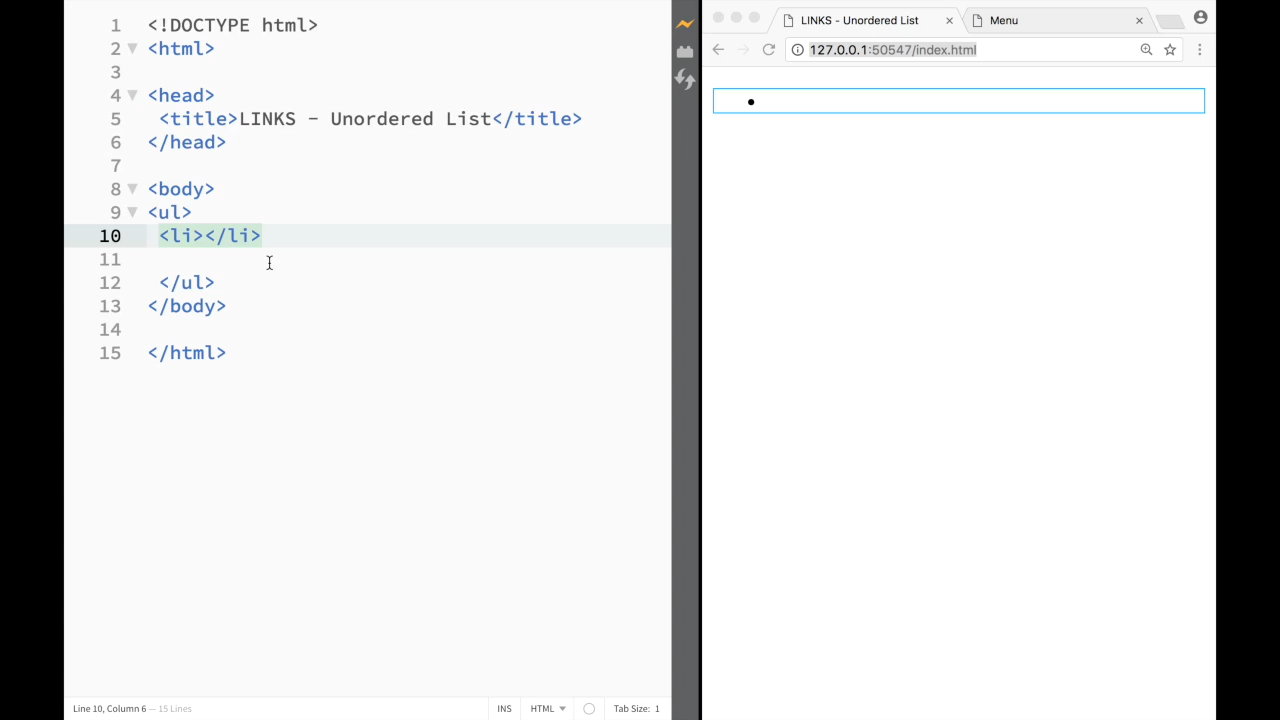 1 <!DOCTYPE html>
2 <html>
3
4 <head>
5 <title>LINKS - Unordered List</title>
6 </head>
7
8 <body>
9 <ul>
10 <li></li>
11
12 </ul>
13 </body>
14
15 </html>
Line 10, Column 6 — 15 Lines
INS
HTML
Tab Size: 1
LINKS - Unordered List
Menu
127.0.0.1:50547/index.html